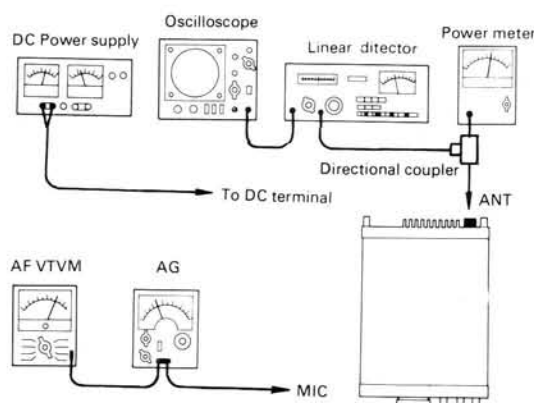 Oscilloscope
DC Power supply
Linear ditector
Power meter
Directional coupler
To DC terminal
ANT
AF VTVM
AG
MIC